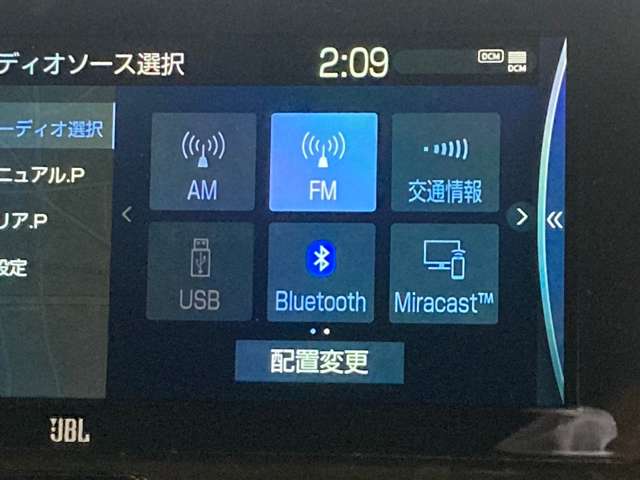 ディオソース選択
2:09
DCM
DCM
ーディオ選択
ニュアル.P
リア.P
設定
AM
FM
交通情報
USB
Bluetooth
Miracast™
配置変更
JBL